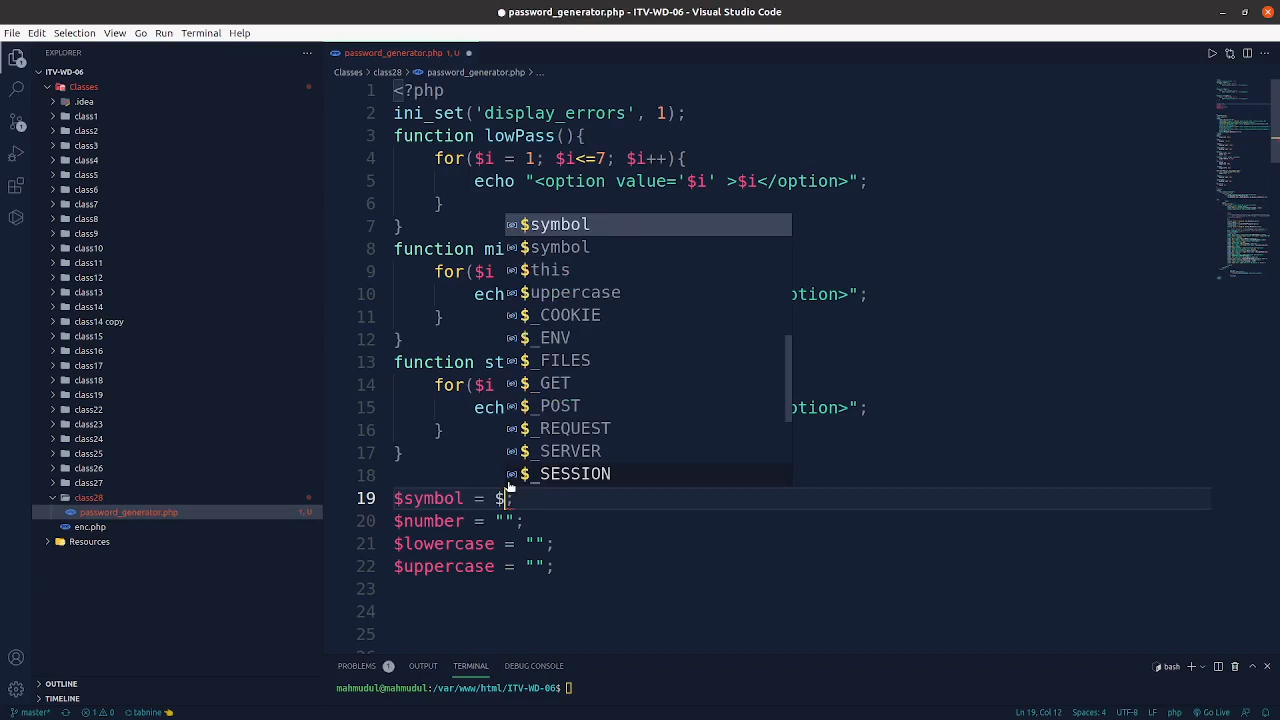 password_generator.php - ITV-WD-06 - Visual Studio Code
File Edit Selection View Go Run Terminal Help
EXPLORER
ITV-WD-06
Classes
.idea
class1
class2
class3
class4
class5
class6
class7
class8
class9
class10
class11
class12
class13
class14
class14 copy
class15
class16
class17
class18
class19
class22
class23
class24
class25
class26
class27
class28
password_generator.php 1, U
enc.php
Resources
OUTLINE
TIMELINE
password_generator.php 1, U
Classes > class28 > password_generator.php > ...
1 <?php
2 ini_set('display_errors', 1);
3 function lowPass(){
4 for($i = 1; $i<=7; $i++){
5 echo "<option value='$i' >$i</option>";
6 }
7 }
8 function mi
9 for($i
10 ech ption>";
11 }
12 }
13 function st
14 for($i
15 ech ption>";
16 }
17 }
18
19 $symbol = $;
20 $number = "";
21 $lowercase = "";
22 $uppercase = "";
23
24
25
$symbol
$symbol
$this
$uppercase
$_COOKIE
$_ENV
$_FILES
$_GET
$_POST
$_REQUEST
$_SERVER
$_SESSION
PROBLEMS 1 OUTPUT TERMINAL DEBUG CONSOLE
bash
mahmudul@mahmudul:/var/www/html/ITV-WD-06$
master* 1 0 tabnine
Ln 19, Col 12 Spaces: 4 UTF-8 LF php Go Live